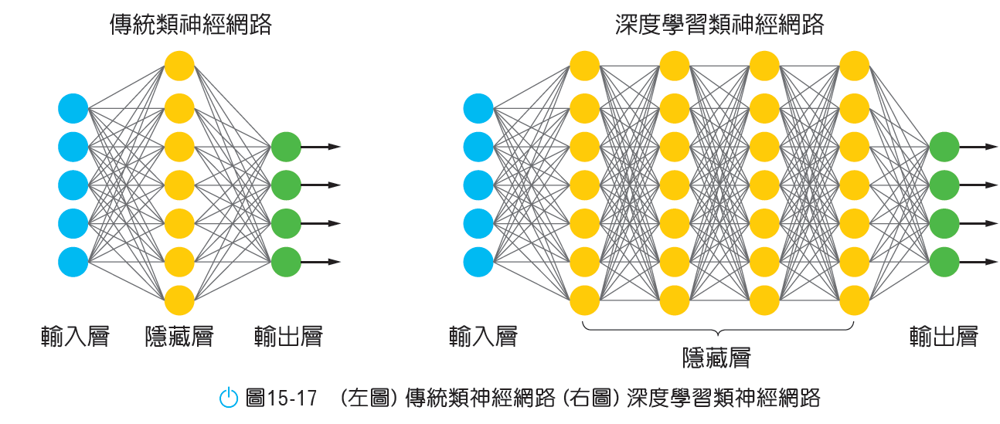 傳統類神經網路
深度學習類神經網路
輸入層
隱藏層
輸出層
輸入層
隱藏層
輸出層
圖15-17 (左圖) 傳統類神經網路 (右圖) 深度學習類神經網路